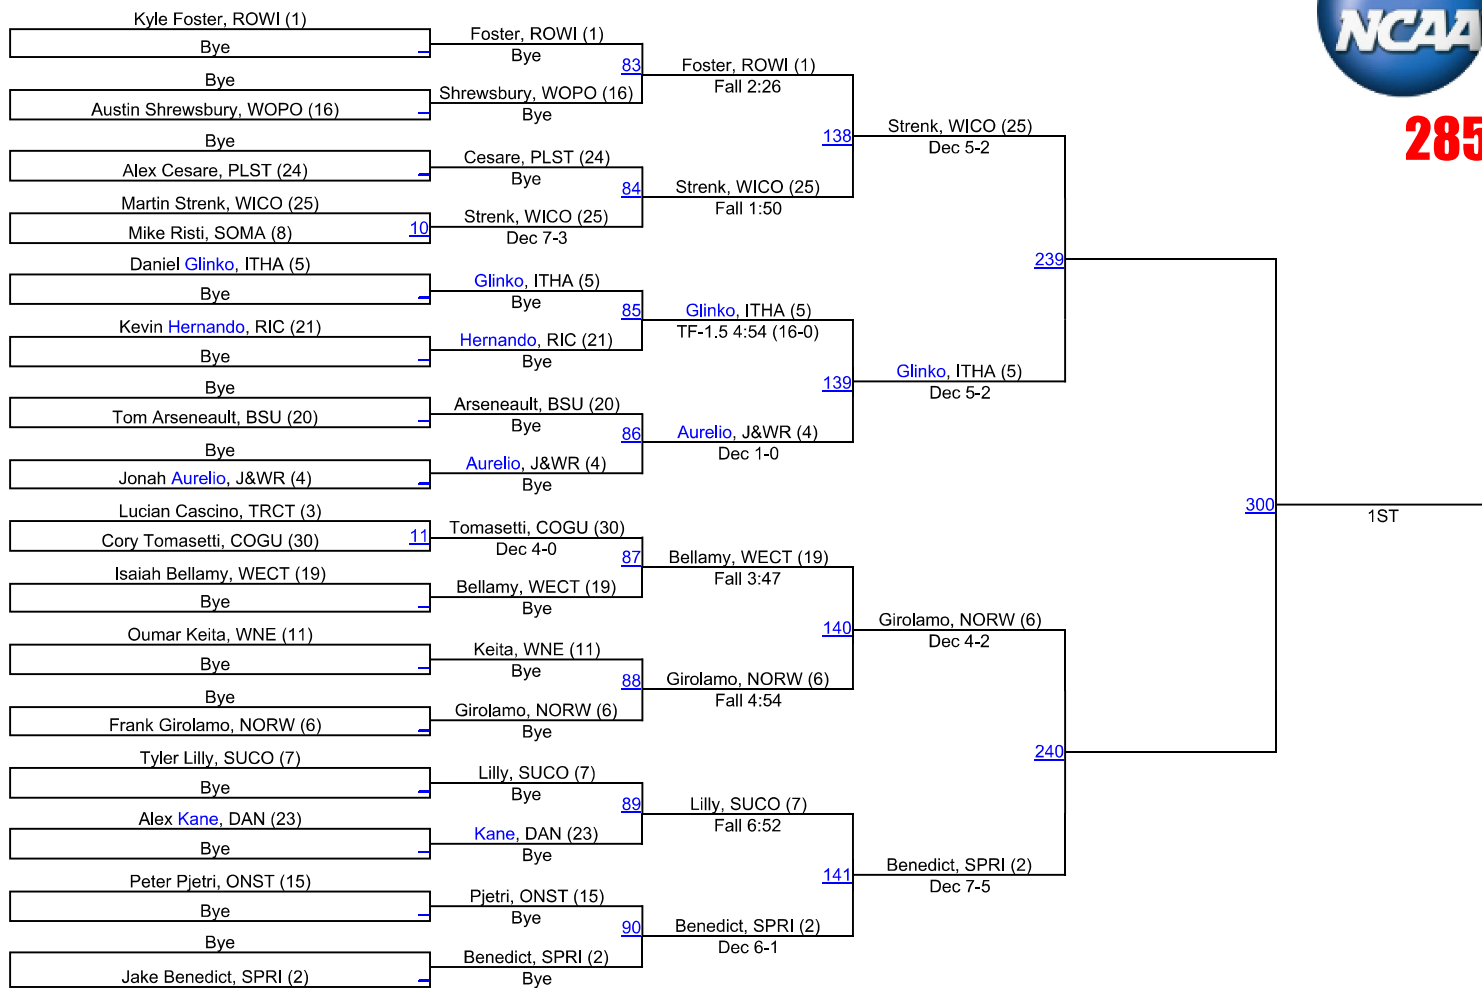 Kyle Foster, ROWI (1)
Bye
Bye
Austin Shrewsbury, WOPO (16)
Bye
Alex Cesare, PLST (24)
Martin Strenk, WICO (25)
Mike Risti, SOMA (8)
10
Daniel Glinko, ITHA (5)
Bye
Kevin Hernando, RIC (21)
Bye
Bye
Tom Arseneault, BSU (20)
Bye
Jonah Aurelio, J&WR (4)
Lucian Cascino, TRCT (3)
Cory Tomasetti, COGU (30)
11
Isaiah Bellamy, WECT (19)
Bye
Oumar Keita, WNE (11)
Bye
Bye
Frank Girolamo, NORW (6)
Tyler Lilly, SUCO (7)
Bye
Alex Kane, DAN (23)
Bye
Peter Pjetri, ONST (15)
Bye
Bye
Jake Benedict, SPRI (2)
Foster, ROWI (1)
Bye
83
Shrewsbury, WOPO (16)
Bye
Cesare, PLST (24)
Bye
84
Strenk, WICO (25)
Dec 7-3
Glinko, ITHA (5)
Bye
85
Hernando, RIC (21)
Bye
Arseneault, BSU (20)
Bye
86
Aurelio, J&WR (4)
Bye
Tomasetti, COGU (30)
Dec 4-0
87
Bellamy, WECT (19)
Bye
Keita, WNE (11)
Bye
88
Girolamo, NORW (6)
Bye
Lilly, SUCO (7)
Bye
89
Kane, DAN (23)
Bye
Pjetri, ONST (15)
Bye
90
Benedict, SPRI (2)
Bye
Foster, ROWI (1)
Fall 2:26
138
Strenk, WICO (25)
Fall 1:50
Glinko, ITHA (5)
TF-1.5 4:54 (16-0)
139
Aurelio, J&WR (4)
Dec 1-0
Bellamy, WECT (19)
Fall 3:47
140
Girolamo, NORW (6)
Fall 4:54
Lilly, SUCO (7)
Fall 6:52
141
Benedict, SPRI (2)
Dec 6-1
Strenk, WICO (25)
Dec 5-2
239
Glinko, ITHA (5)
Dec 5-2
Girolamo, NORW (6)
Dec 4-2
240
Benedict, SPRI (2)
Dec 7-5
300
1ST
NCAA
285